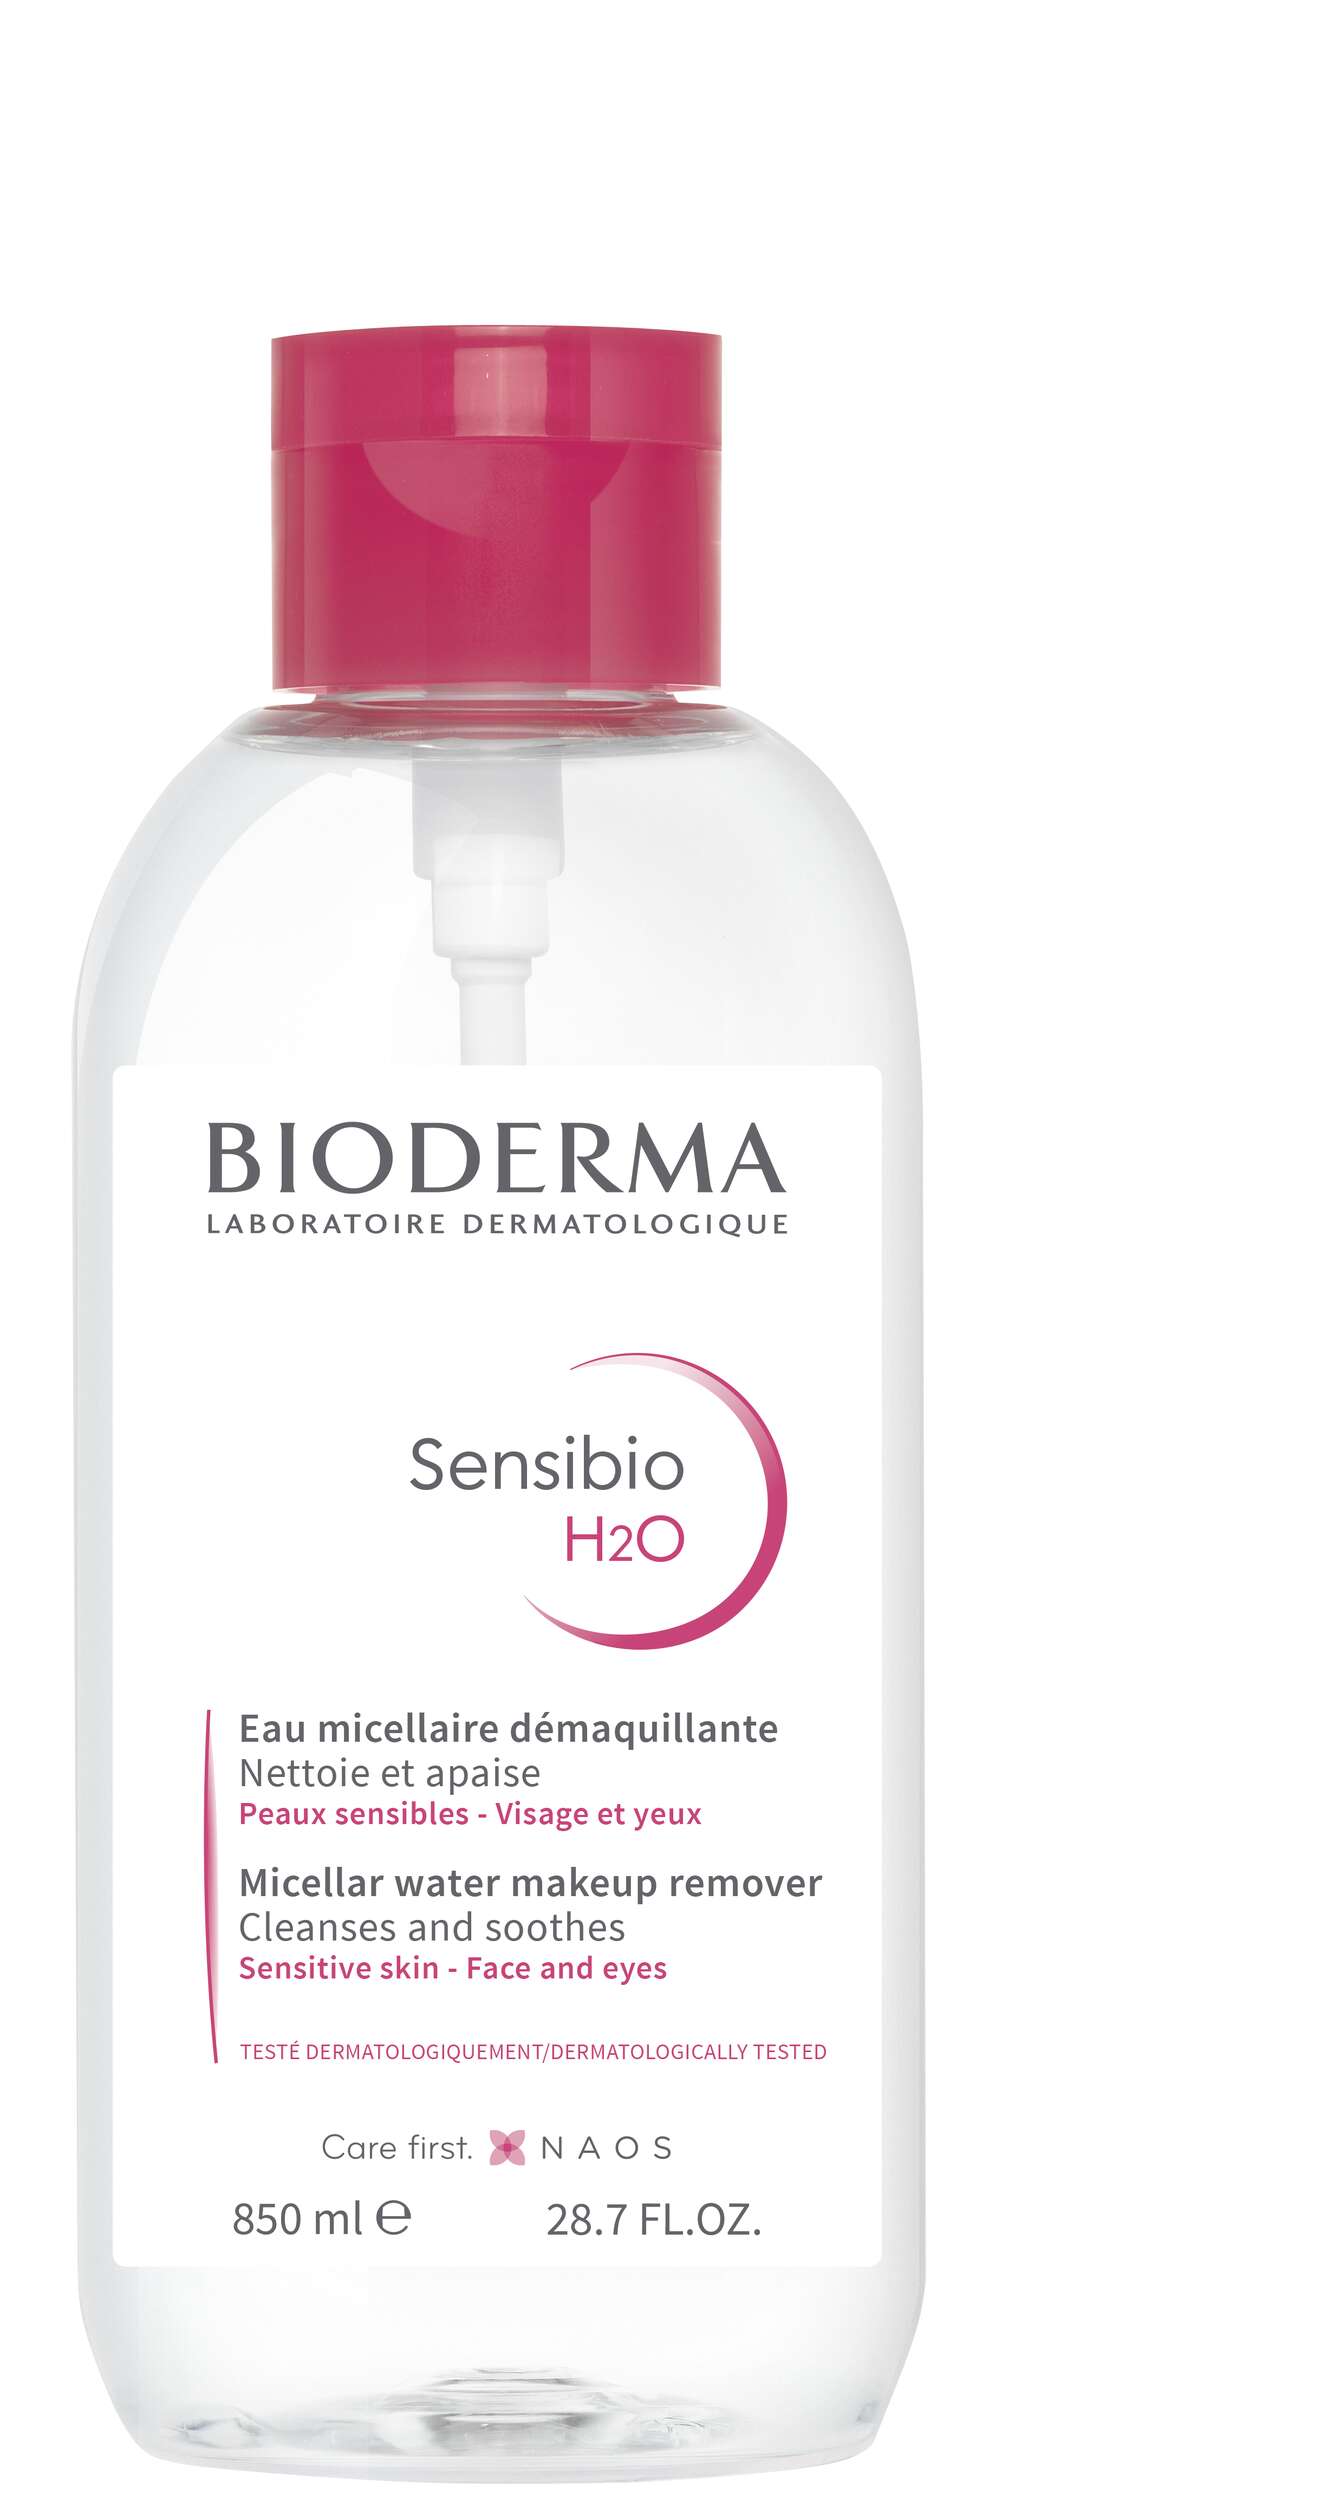 BIODERMA
LABORATOIRE DERMATOLOGIQUE
Sensibio
H2O
Eau micellaire démaquillante
Nettoie et apaise
Peaux sensibles - Visage et yeux
Micellar water makeup remover
Cleanses and soothes
Sensitive skin - Face and eyes
TESTÉ DERMATOLOGIQUEMENT/DERMATOLOGICALLY TESTED
Care first. NAOS
850 ml ℮ 28.7 FL.OZ.